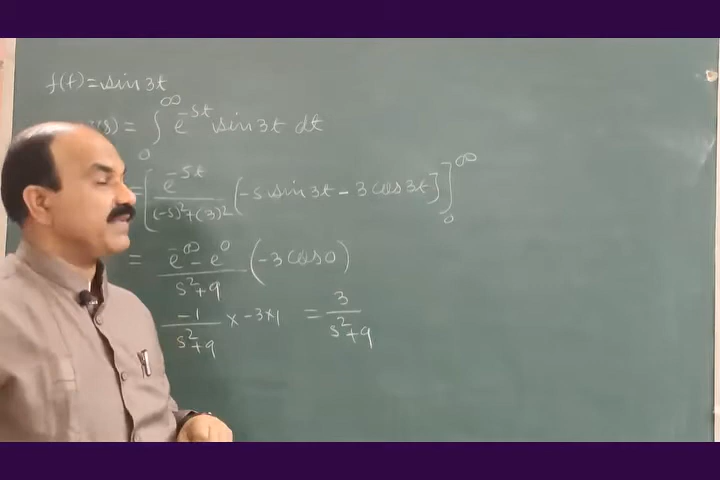 f(t) = sin 3t
(s) = ∫₀^∞ e^{-st} sin 3t dt
= [ e^{-st} / (-s)²+(3)² (-s sin 3t - 3 cos 3t] ]₀^∞
= e^{-∞} - e^0 / s²+9 (-3 cos 0)
-1 / s²+9 × -3×1 = 3 / s²+9